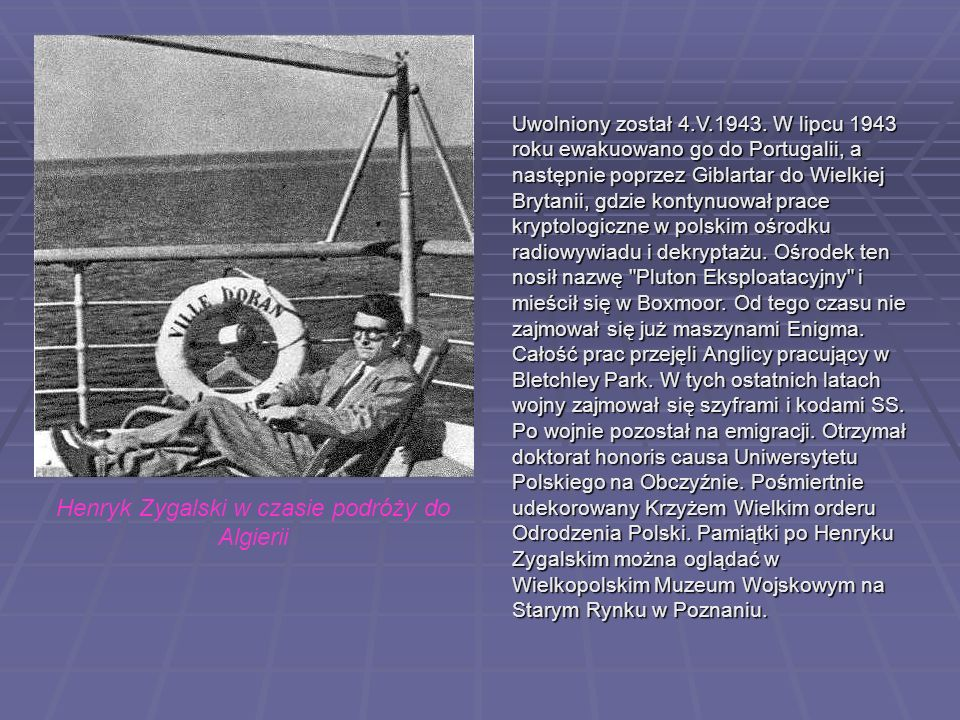 VILLE DORAN
Henryk Zygalski w czasie podróży do
Algierii
Uwolniony został 4.V.1943. W lipcu 1943
roku ewakuowano go do Portugalii, a
następnie poprzez Giblartar do Wielkiej
Brytanii, gdzie kontynuował prace
kryptologiczne w polskim ośrodku
radiowywiadu i dekryptażu. Ośrodek ten
nosił nazwę "Pluton Eksploatacyjny" i
mieścił się w Boxmoor. Od tego czasu nie
zajmował się już maszynami Enigma.
Całość prac przejęli Anglicy pracujący w
Bletchley Park. W tych ostatnich latach
wojny zajmował się szyframi i kodami SS.
Po wojnie pozostał na emigracji. Otrzymał
doktorat honoris causa Uniwersytetu
Polskiego na Obczyźnie. Pośmiertnie
udekorowany Krzyżem Wielkim orderu
Odrodzenia Polski. Pamiątki po Henryku
Zygalskim można oglądać w
Wielkopolskim Muzeum Wojskowym na
Starym Rynku w Poznaniu.